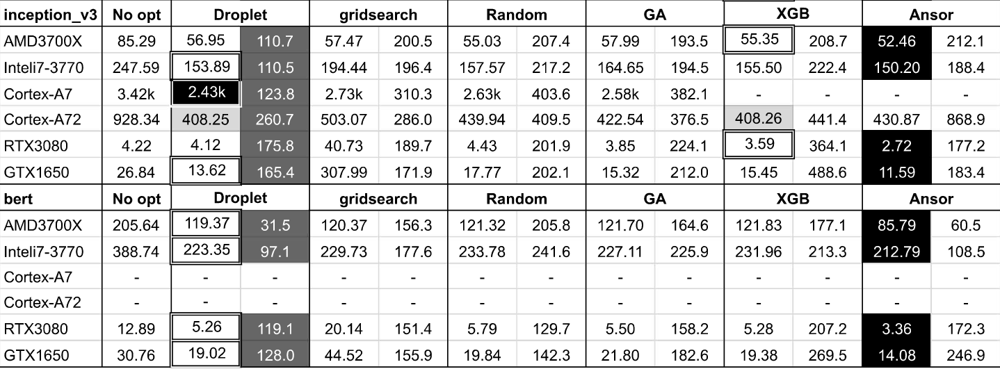 inception_v3 No opt Droplet gridsearch Random GA XGB Ansor
AMD3700X 85.29 56.95 110.7 57.47 200.5 55.03 207.4 57.99 193.5 55.35 208.7 52.46 212.1
Inteli7-3770 247.59 153.89 110.5 194.44 196.4 157.57 217.2 164.65 194.5 155.50 222.4 150.20 188.4
Cortex-A7 3.42k 2.43k 123.8 2.73k 310.3 2.63k 403.6 2.58k 382.1 - - - -
Cortex-A72 928.34 408.25 260.7 503.07 286.0 439.94 409.5 422.54 376.5 408.26 441.4 430.87 868.9
RTX3080 4.22 4.12 175.8 40.73 189.7 4.43 201.9 3.85 224.1 3.59 364.1 2.72 177.2
GTX1650 26.84 13.62 165.4 307.99 171.9 17.77 202.1 15.32 212.0 15.45 488.6 11.59 183.4
bert No opt Droplet gridsearch Random GA XGB Ansor
AMD3700X 205.64 119.37 31.5 120.37 156.3 121.32 205.8 121.70 164.6 121.83 177.1 85.79 60.5
Inteli7-3770 388.74 223.35 97.1 229.73 177.6 233.78 241.6 227.11 225.9 231.96 213.3 212.79 108.5
Cortex-A7 - - - - - - - - - - - - -
Cortex-A72 - - - - - - - - - - - - -
RTX3080 12.89 5.26 119.1 20.14 151.4 5.79 129.7 5.50 158.2 5.28 207.2 3.36 172.3
GTX1650 30.76 19.02 128.0 44.52 155.9 19.84 142.3 21.80 182.6 19.38 269.5 14.08 246.9